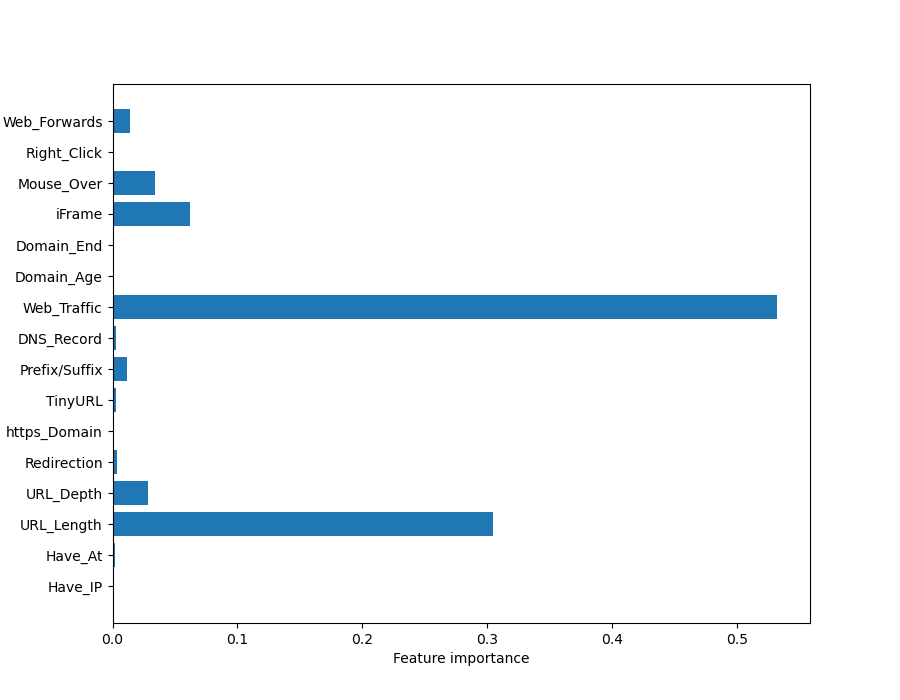 Web_Forwards
Right_Click
Mouse_Over
iFrame
Domain_End
Domain_Age
Web_Traffic
DNS_Record
Prefix/Suffix
TinyURL
https_Domain
Redirection
URL_Depth
URL_Length
Have_At
Have_IP
0.0 0.1 0.2 0.3 0.4 0.5
Feature importance